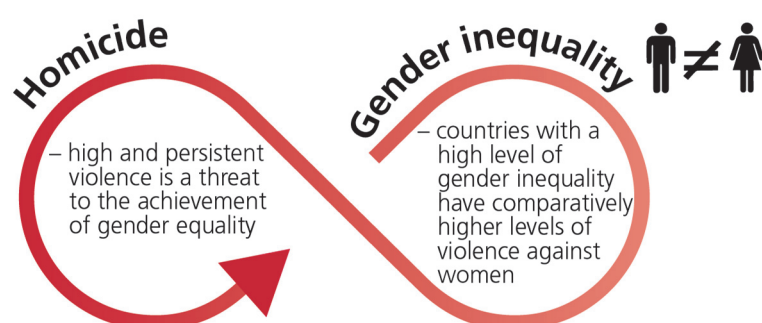 Homicide
– high and persistent
violence is a threat
to the achievement
of gender equality
Gender inequality
– countries with a
high level of
gender inequality
have comparatively
higher levels of
violence against
women